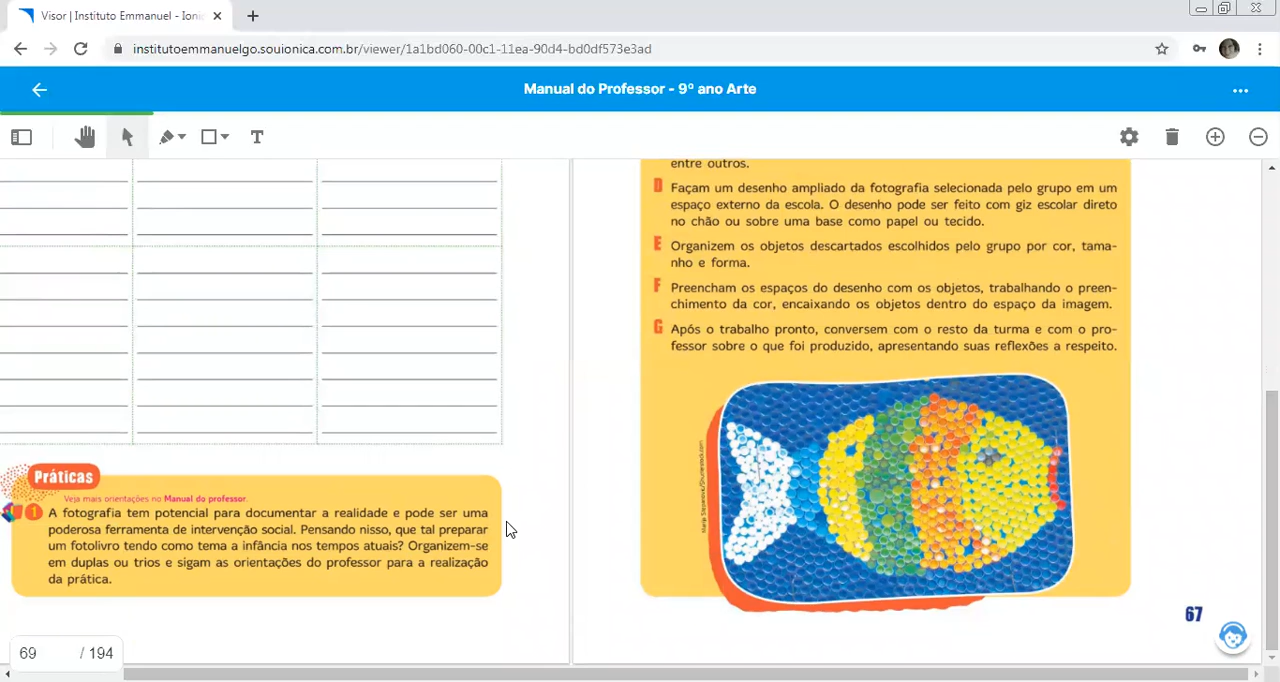 Visor | Instituto Emmanuel - Ioni
institutoemmanuelgo.souionica.com.br/viewer/1a1bd060-00c1-11ea-90d4-bd0df573e3ad
Manual do Professor - 9º ano Arte
T
Práticas
Veja mais orientações no Manual do professor.
1 A fotografia tem potencial para documentar a realidade e pode ser uma
poderosa ferramenta de intervenção social. Pensando nisso, que tal preparar
um fotolivro tendo como tema a infância nos tempos atuais? Organizem-se
em duplas ou trios e sigam as orientações do professor para a realização
da prática.
69 / 194
entre outros.
D Façam um desenho ampliado da fotografia selecionada pelo grupo em um
espaço externo da escola. O desenho pode ser feito com giz escolar direto
no chão ou sobre uma base como papel ou tecido.
E Organizem os objetos descartados escolhidos pelo grupo por cor, tama-
nho e forma.
F Preencham os espaços do desenho com os objetos, trabalhando o preen-
chimento da cor, encaixando os objetos dentro do espaço da imagem.
G Após o trabalho pronto, conversem com o resto da turma e com o pro-
fessor sobre o que foi produzido, apresentando suas reflexões a respeito.
67